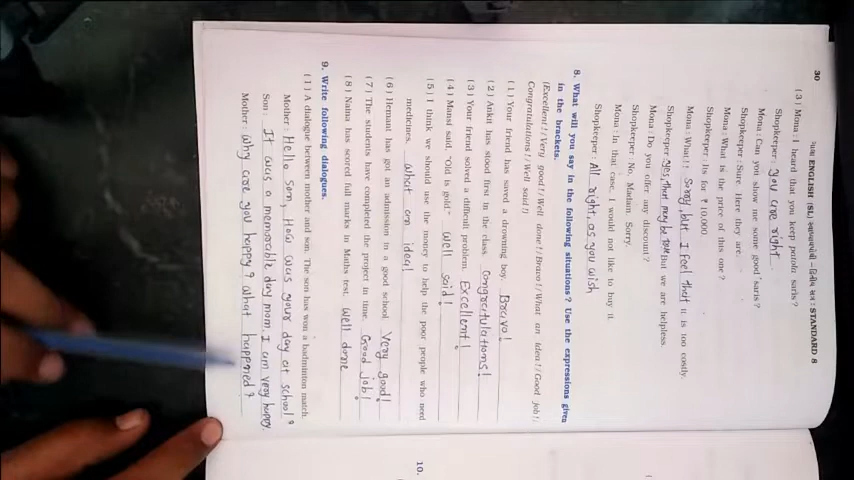 30 ધોરણ ENGLISH (SL) સ્વાધ્યાયપોથી – દ્વિતીય સત્ર : STANDARD 8
(3) Mona : I heard that you keep patola saris?
Shopkeeper : you are right
Mona : Can you show me some good saris?
Shopkeeper : Sure. Here they are.
Mona : What is the price of this one?
Shopkeeper : Its for ₹ 10,000.
Mona : What! : Sorry, but I feel that it is too costly.
Shopkeeper : yes, that may be true But we are helpless.
Mona : Do you offer any discount?
Shopkeeper : No, Madam. Sorry.
Mona : In that case, I would not like to buy it.
Shopkeeper : All right, as you wish
8. What will you say in the following situations? Use the expressions given
in the brackets.
(Excellent! / Very good! / Well done! / Bravo! / What an idea! / Good job!,
Congratulations! / Well said!)
(1) Your friend has saved a drowning boy. Bravo!
(2) Ankit has stood first in the class. Congratulations!
(3) Your friend solved a difficult problem. Excellent!
(4) Mansi said, "Old is gold." Well said!
(5) I think we should use the money to help the poor people who need
medicines. What an idea!
(6) Hemant has got an admission in a good school. Very good!
(7) The students have completed the project in time. Good job!
(8) Naina has scored full marks in Maths test. Well done
9. Write following dialogues.
(1) A dialogue between mother and son. The son has won a badminton match.
Mother : Hello Son, How was your day at school?
Son : It was a memorable day mom. I am very happy.
Mother : Why are you happy? What happened?
10.